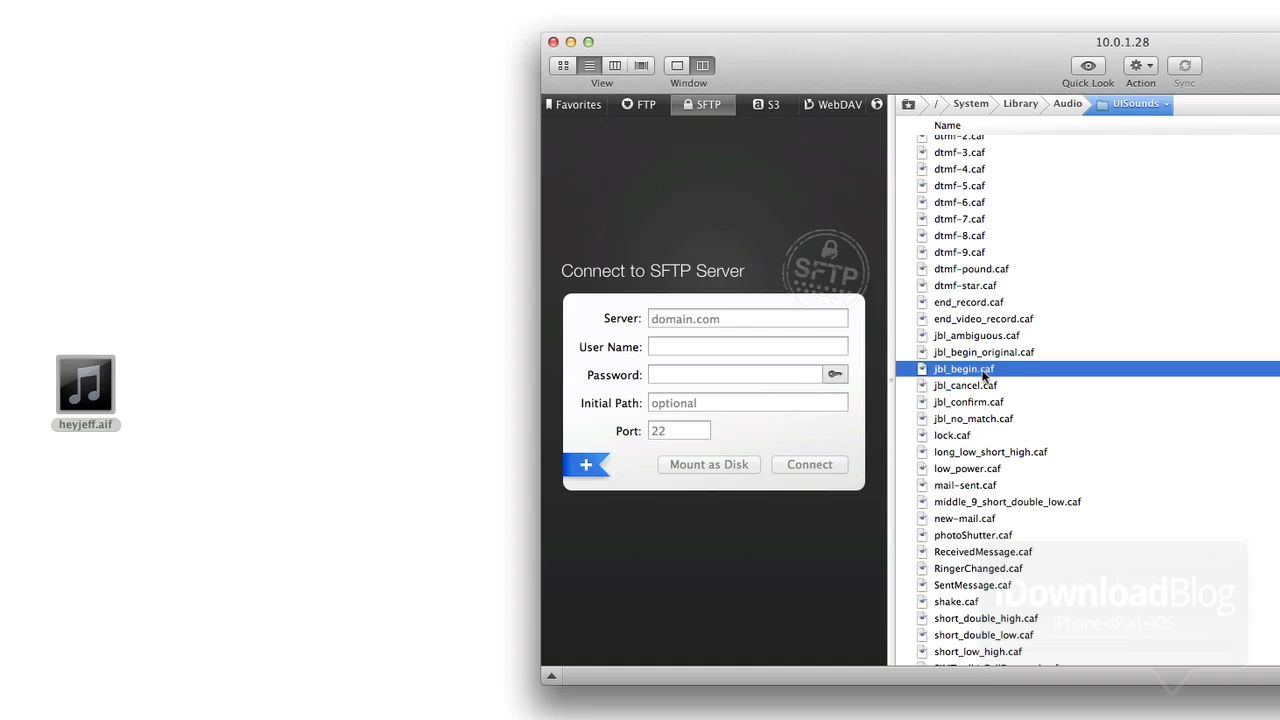 10.0.1.28
View
Window
Quick Look
Action
Sync
Favorites
FTP
SFTP
S3
WebDAV
/
System
Library
Audio
UISounds
Name
dtmf-2.caf
dtmf-3.caf
dtmf-4.caf
dtmf-5.caf
dtmf-6.caf
dtmf-7.caf
dtmf-8.caf
dtmf-9.caf
dtmf-pound.caf
dtmf-star.caf
end_record.caf
end_video_record.caf
jbl_ambiguous.caf
jbl_begin_original.caf
jbl_begin.caf
jbl_cancel.caf
jbl_confirm.caf
jbl_no_match.caf
lock.caf
long_low_short_high.caf
low_power.caf
mail-sent.caf
middle_9_short_double_low.caf
new-mail.caf
photoShutter.caf
ReceivedMessage.caf
RingerChanged.caf
SentMessage.caf
shake.caf
short_double_high.caf
short_double_low.caf
short_low_high.caf
SFTP
Connect to SFTP Server
Server: domain.com
User Name:
Password:
Initial Path: optional
Port: 22
+
Mount as Disk
Connect
heyjeff.aif
iDownloadBlog
iPhone • iPad • iOS